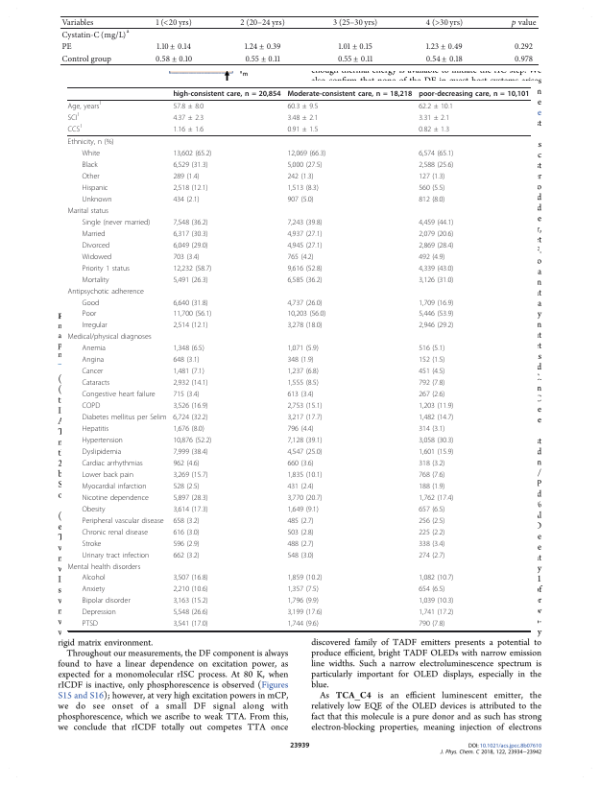 Variables 1 (<20 yrs) 2 (20–24 yrs) 3 (25–30 yrs) 4 (>30 yrs) p value
Cystatin-C (mg/L)a
PE 1.10 ± 0.14 1.24 ± 0.39 1.01 ± 0.15 1.23 ± 0.49 0.292
Control group 0.58 ± 0.10 0.55 ± 0.11 0.55 ± 0.11 0.54 ± 0.18 0.978
high-consistent care, n = 20,854 Moderate-consistent care, n = 18,218 poor-decreasing care, n = 10,101
Age, years1 57.8 ± 8.0 60.3 ± 9.5 62.2 ± 10.1
SCI1 4.37 ± 2.3 3.48 ± 2.1 3.31 ± 2.1
CCS1 1.16 ± 1.6 0.91 ± 1.5 0.82 ± 1.3
Ethnicity, n (%)
White 13,602 (65.2) 12,069 (66.3) 6,574 (65.1)
Black 6,529 (31.3) 5,000 (27.5) 2,588 (25.6)
Other 289 (1.4) 242 (1.3) 127 (1.3)
Hispanic 2,518 (12.1) 1,513 (8.3) 560 (5.5)
Unknown 434 (2.1) 907 (5.0) 812 (8.0)
Marital status
Single (never married) 7,548 (36.2) 7,243 (39.8) 4,459 (44.1)
Married 6,317 (30.3) 4,937 (27.1) 2,079 (20.6)
Divorced 6,049 (29.0) 4,945 (27.1) 2,869 (28.4)
Widowed 703 (3.4) 765 (4.2) 492 (4.9)
Priority 1 status 12,232 (58.7) 9,616 (52.8) 4,339 (43.0)
Mortality 5,491 (26.3) 6,585 (36.2) 3,126 (31.0)
Antipsychotic adherence
Good 6,640 (31.8) 4,737 (26.0) 1,709 (16.9)
Poor 11,700 (56.1) 10,203 (56.0) 5,446 (53.9)
Irregular 2,514 (12.1) 3,278 (18.0) 2,946 (29.2)
Medical/physical diagnoses
Anemia 1,348 (6.5) 1,071 (5.9) 516 (5.1)
Angina 648 (3.1) 348 (1.9) 152 (1.5)
Cancer 1,481 (7.1) 1,237 (6.8) 451 (4.5)
Cataracts 2,932 (14.1) 1,555 (8.5) 792 (7.8)
Congestive heart failure 715 (3.4) 613 (3.4) 267 (2.6)
COPD 3,526 (16.9) 2,753 (15.1) 1,203 (11.9)
Diabetes mellitus per Selim 6,724 (32.2) 3,217 (17.7) 1,482 (14.7)
Hepatitis 1,676 (8.0) 796 (4.4) 314 (3.1)
Hypertension 10,876 (52.2) 7,128 (39.1) 3,058 (30.3)
Dyslipidemia 7,999 (38.4) 4,547 (25.0) 1,601 (15.9)
Cardiac arrhythmias 962 (4.6) 660 (3.6) 318 (3.2)
Lower back pain 3,269 (15.7) 1,835 (10.1) 768 (7.6)
Myocardial infarction 528 (2.5) 431 (2.4) 188 (1.9)
Nicotine dependence 5,897 (28.3) 3,770 (20.7) 1,762 (17.4)
Obesity 3,614 (17.3) 1,649 (9.1) 657 (6.5)
Peripheral vascular disease 658 (3.2) 485 (2.7) 256 (2.5)
Chronic renal disease 616 (3.0) 503 (2.8) 225 (2.2)
Stroke 596 (2.9) 488 (2.7) 338 (3.4)
Urinary tract infection 662 (3.2) 548 (3.0) 274 (2.7)
Mental health disorders
Alcohol 3,507 (16.8) 1,859 (10.2) 1,082 (10.7)
Anxiety 2,210 (10.6) 1,357 (7.5) 654 (6.5)
Bipolar disorder 3,163 (15.2) 1,796 (9.9) 1,039 (10.3)
Depression 5,548 (26.6) 3,199 (17.6) 1,741 (17.2)
PTSD 3,541 (17.0) 1,744 (9.6) 790 (7.8)
rigid matrix environment.
Throughout our measurements, the DF component is always
found to have a linear dependence on excitation power, as
expected for a monomolecular rISC process. At 80 K, when
rICDF is inactive, only phosphorescence is observed (Figures
S15 and S16); however, at very high excitation powers in mCP,
we do see onset of a small DF signal along with
phosphorescence, which we ascribe to weak TTA. From this,
we conclude that rICDF totally out competes TTA once
discovered family of TADF emitters presents a potential to
produce efficient, bright TADF OLEDs with narrow emission
line widths. Such a narrow electroluminescence spectrum is
particularly important for OLED displays, especially in the
blue.
As TCA_C4 is an efficient luminescent emitter, the
relatively low EQE of the OLED devices is attributed to the
fact that this molecule is a pure donor and as such has strong
electron-blocking properties, meaning injection of electrons
23939
DOI: 10.1021/acs.jpcc.8b07610
J. Phys. Chem. C 2018, 122, 23934−23942